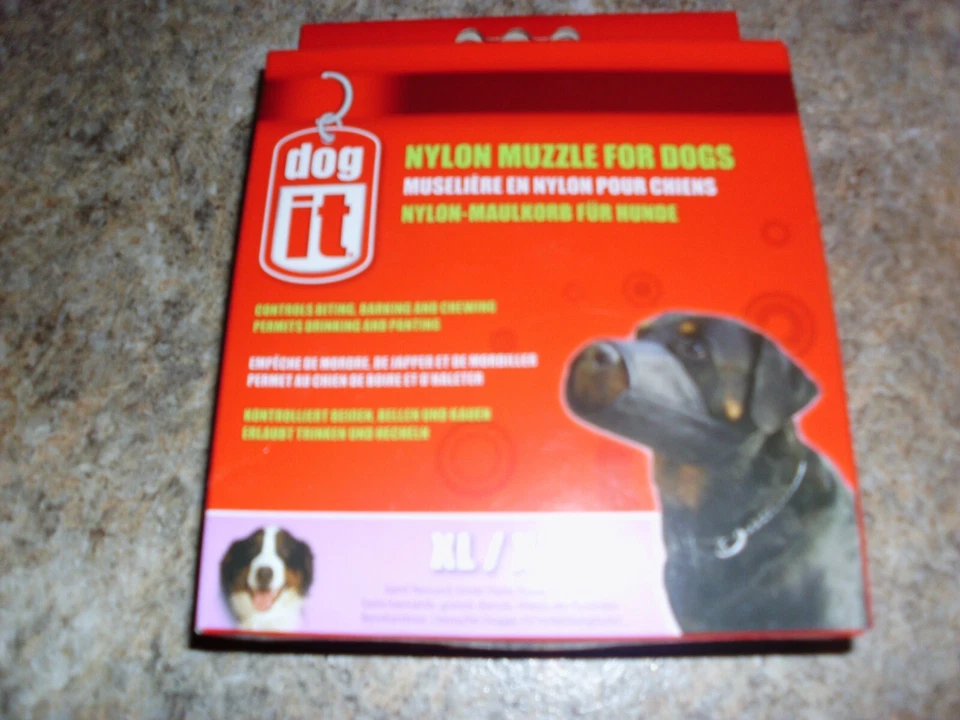 dog
it
NYLON MUZZLE FOR DOGS
MUSELIÈRE EN NYLON POUR CHIENS
NYLON-MAULKORB FÜR HUNDE
CONTROLS BITING, BARKING AND CHEWING
PERMITS DRINKING AND PANTING
EMPÊCHE DE MORDRE, DE JAPPER ET DE MORDILLER
PERMET AU CHIEN DE BOIRE ET D'HALETER
KONTROLLIERT BEIßEN, BELLEN UND KAUEN
ERLAUBT TRINKEN UND HECHELN
XL /